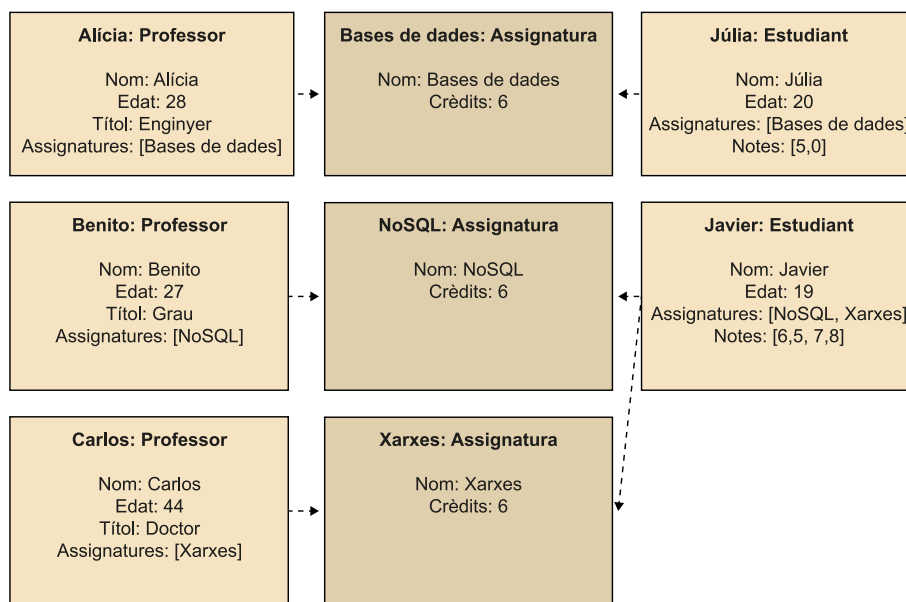 Alícia: Professor
Nom: Alícia
Edat: 28
Títol: Enginyer
Assignatures: [Bases de dades]
Bases de dades: Assignatura
Nom: Bases de dades
Crèdits: 6
Júlia: Estudiant
Nom: Júlia
Edat: 20
Assignatures: [Bases de dades]
Notes: [5,0]
Benito: Professor
Nom: Benito
Edat: 27
Títol: Grau
Assignatures: [NoSQL]
NoSQL: Assignatura
Nom: NoSQL
Crèdits: 6
Javier: Estudiant
Nom: Javier
Edat: 19
Assignatures: [NoSQL, Xarxes]
Notes: [6,5, 7,8]
Carlos: Professor
Nom: Carlos
Edat: 44
Títol: Doctor
Assignatures: [Xarxes]
Xarxes: Assignatura
Nom: Xarxes
Crèdits: 6